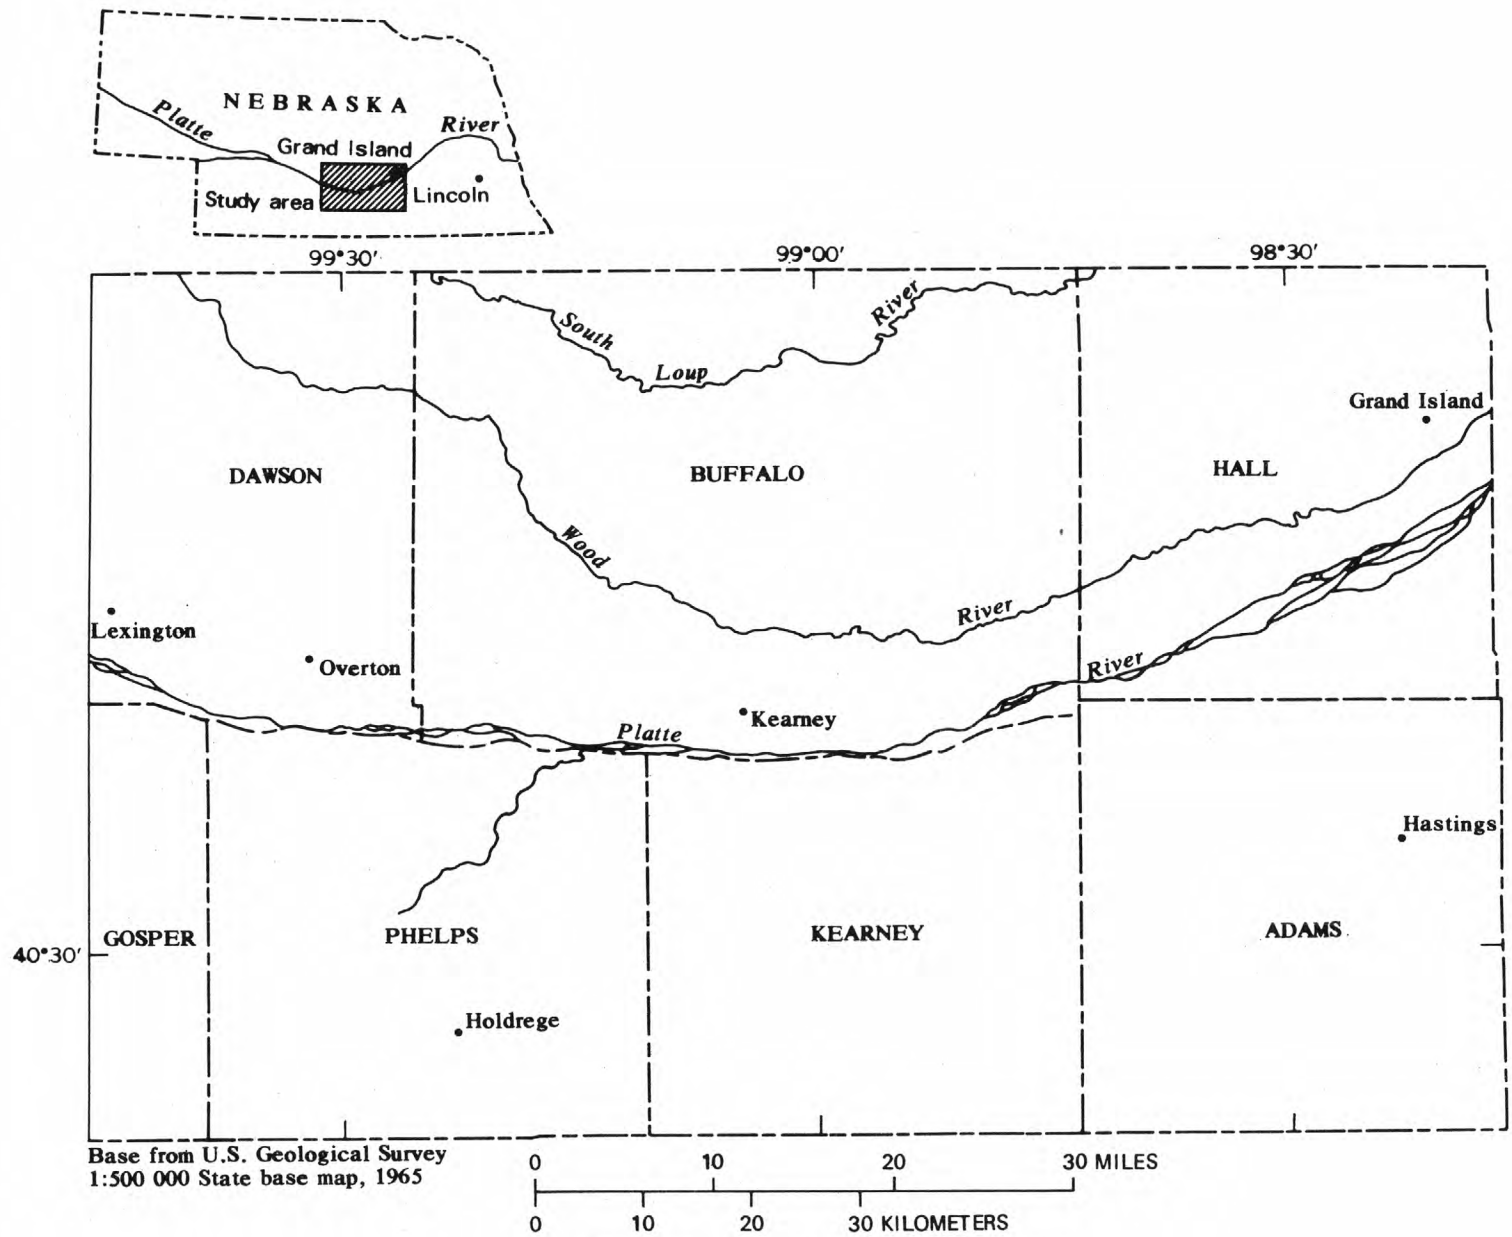 NEBRASKA
Platte
River
Grand Island
Study area
Lincoln
99°30'
99°00'
98°30'
South
River
Loup
Grand Island
DAWSON
BUFFALO
HALL
Wood
River
Lexington
Overton
River
Kearney
Platte
Hastings
GOSPER
PHELPS
KEARNEY
ADAMS
40°30'
Holdrege
Base from U.S. Geological Survey
1:500 000 State base map, 1965
0 10 20 30 MILES
0 10 20 30 KILOMETERS